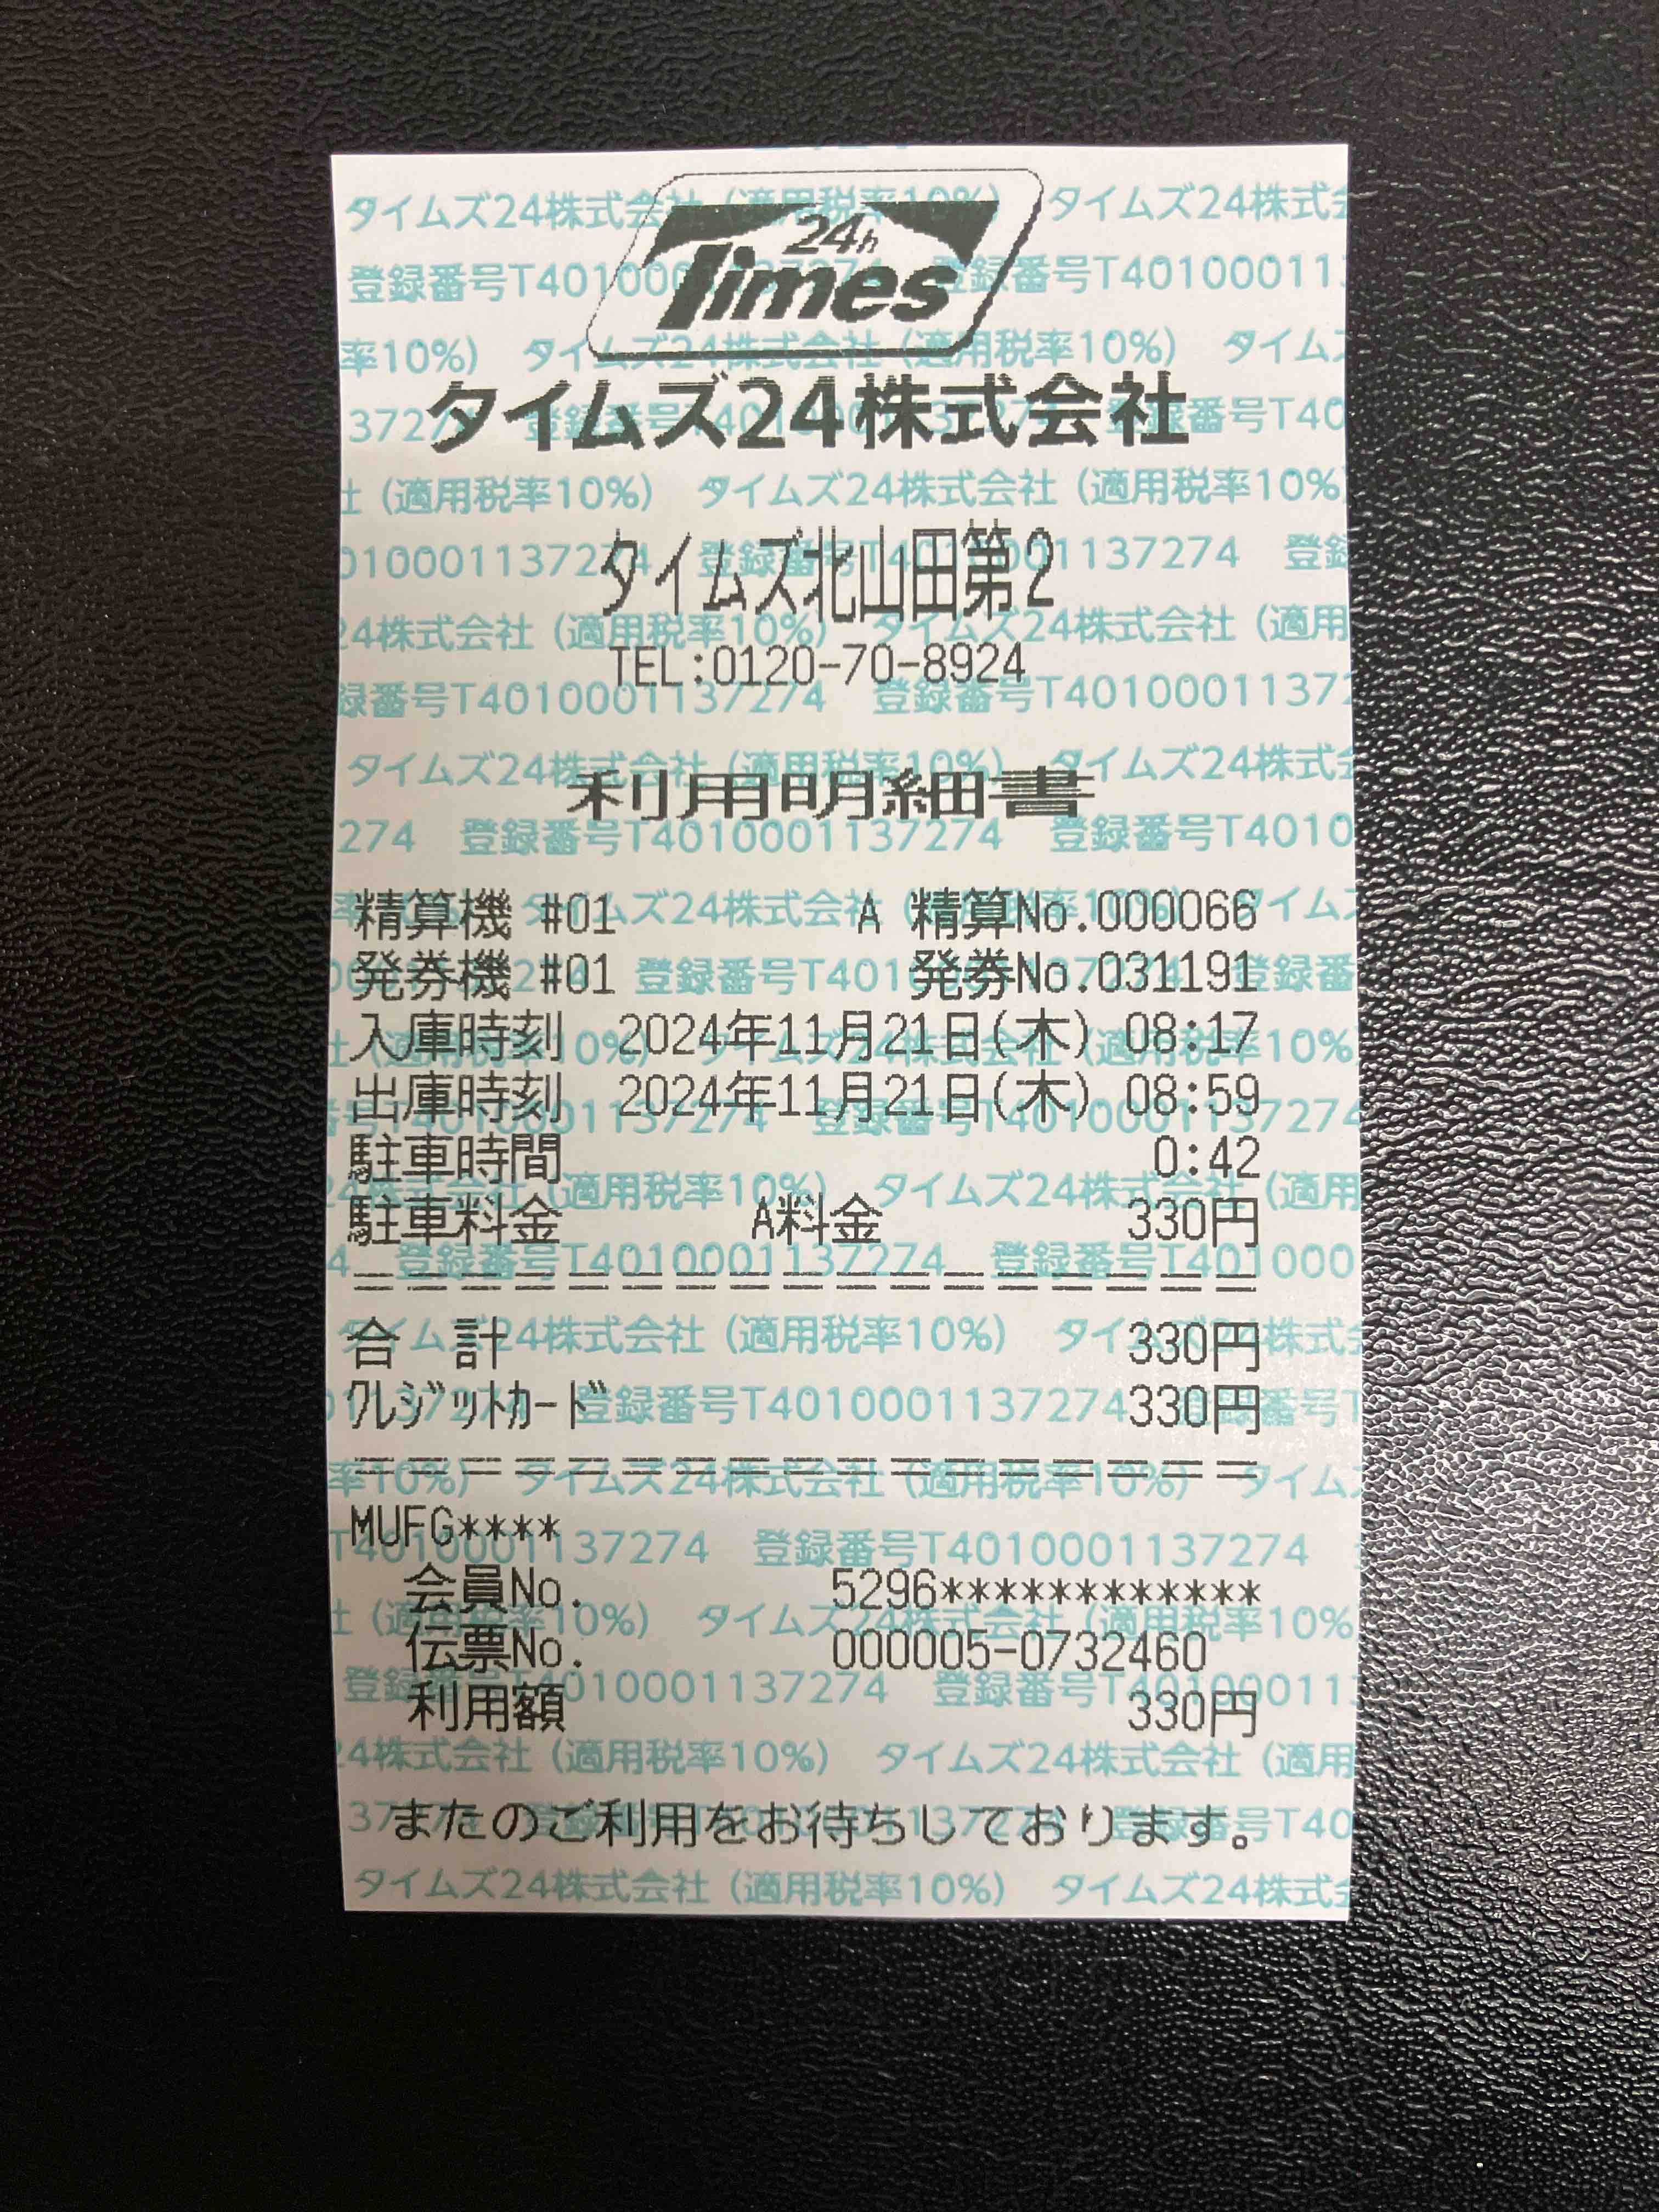 24h
Times
タイムズ24株式会社
タイムズ北山田第2
TEL:0120-70-8924
利用明細書
精算機 #01 A 精算No.000066
発券機 #01 発券No.031191
入庫時刻 2024年11月21日(木) 08:17
出庫時刻 2024年11月21日(木) 08:59
駐車時間 0:42
駐車料金 A料金 330円
合 計 330円
クレジットカード 330円
MUFG****
会員No. 5296************
伝票No. 000005-0732460
利用額 330円
またのご利用をお待ちしております。
タイムズ24株式会社 (適用税率10%)
登録番号T4010001137274